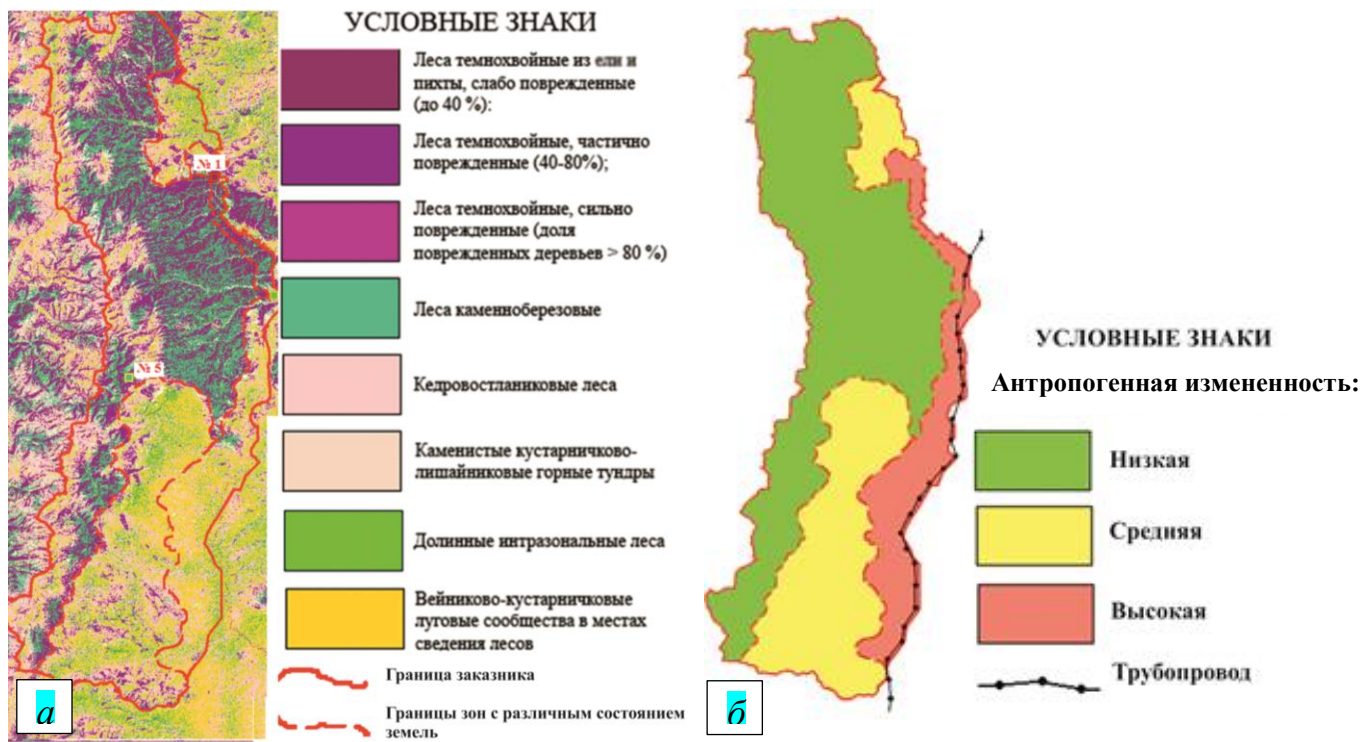 УСЛОВНЫЕ ЗНАКИ
Леса темнохвойные из ели и
пихты, слабо поврежденные
(до 40 %):
Леса темнохвойные, частично
поврежденные (40-80%);
Леса темнохвойные, сильно
поврежденные (доля
поврежденных деревьев > 80 %)
Леса каменноберезовые
Кедровостланиковые леса
Каменистые кустарничково-
лишайниковые горные тундры
Долинные интразональные леса
Вейниково-кустарничковые
луговые сообщества в местах
сведения лесов
Граница заказника
Границы зон с различным состоянием
земель
№ 1
№ 5
а
УСЛОВНЫЕ ЗНАКИ
Антропогенная измененность:
Низкая
Средняя
Высокая
Трубопровод
б